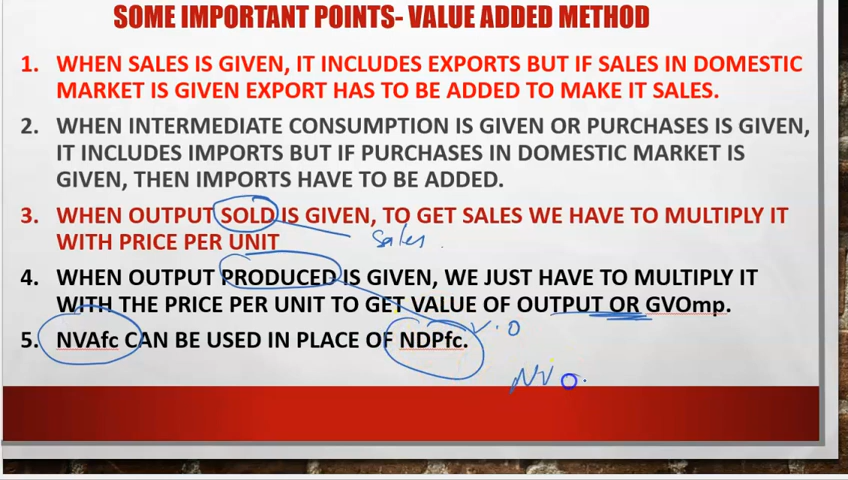 SOME IMPORTANT POINTS- VALUE ADDED METHOD
1. WHEN SALES IS GIVEN, IT INCLUDES EXPORTS BUT IF SALES IN DOMESTIC
MARKET IS GIVEN EXPORT HAS TO BE ADDED TO MAKE IT SALES.
2. WHEN INTERMEDIATE CONSUMPTION IS GIVEN OR PURCHASES IS GIVEN,
IT INCLUDES IMPORTS BUT IF PURCHASES IN DOMESTIC MARKET IS
GIVEN, THEN IMPORTS HAVE TO BE ADDED.
3. WHEN OUTPUT SOLD IS GIVEN, TO GET SALES WE HAVE TO MULTIPLY IT
WITH PRICE PER UNIT
Sales.
4. WHEN OUTPUT PRODUCED IS GIVEN, WE JUST HAVE TO MULTIPLY IT
WITH THE PRICE PER UNIT TO GET VALUE OF OUTPUT OR GVOmp.
5. NVAfc CAN BE USED IN PLACE OF NDPfc.
V.O
NV